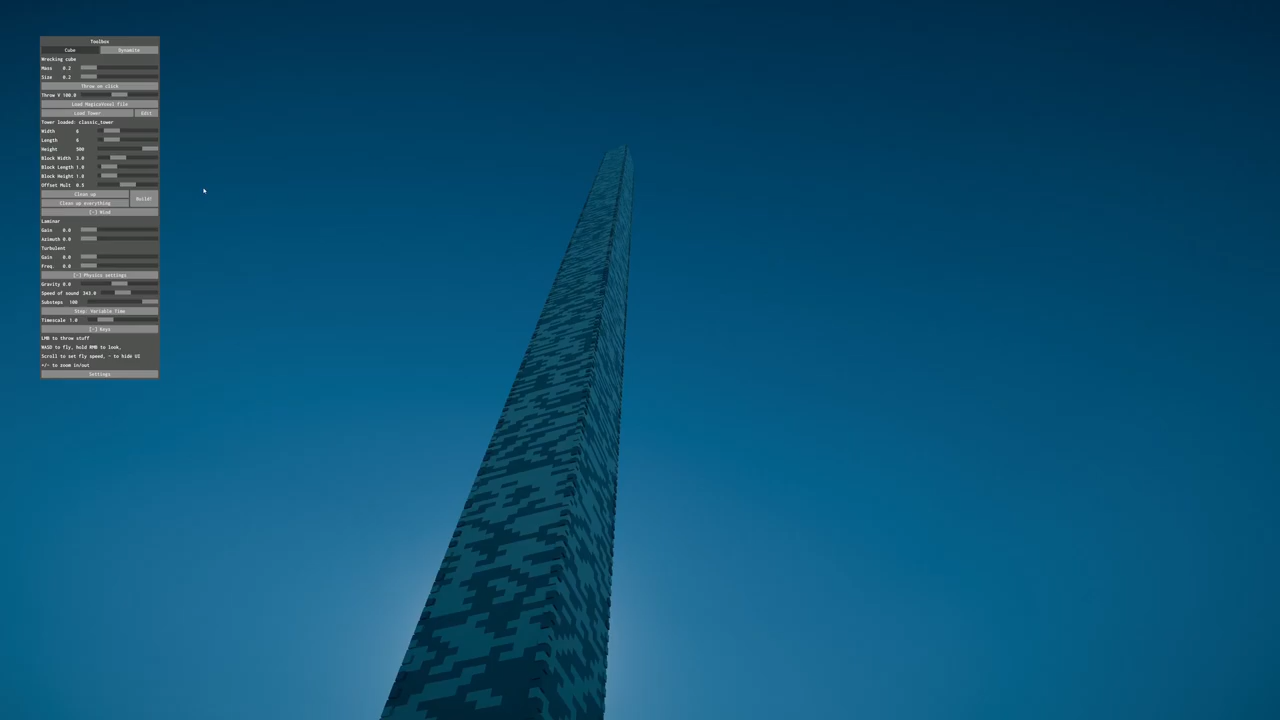 Toolbox
Cube Dynamite
Wrecking cube
Mass 0.2
Size 0.2
Throw on click
Throw V 100.0
Load MagicaVoxel file
Load Tower Edit
Tower loaded: classic_tower
Width 6
Length 6
Height 500
Block Width 3.0
Block Length 1.0
Block Height 1.0
Offset Mult 0.5
Clean up
Build!
Clean up everything
[-] Wind
Laminar
Gain 0.0
Azimuth 0.0
Turbulent
Gain 0.0
Freq. 0.0
[-] Physics settings
Gravity 0.0
Speed of sound 343.0
Substeps 100
Step: Variable Time
Timescale 1.0
[-] Keys
LMB to throw stuff
WASD to fly, hold RMB to look,
Scroll to set fly speed, ~ to hide UI
+/- to zoom in/out
Settings